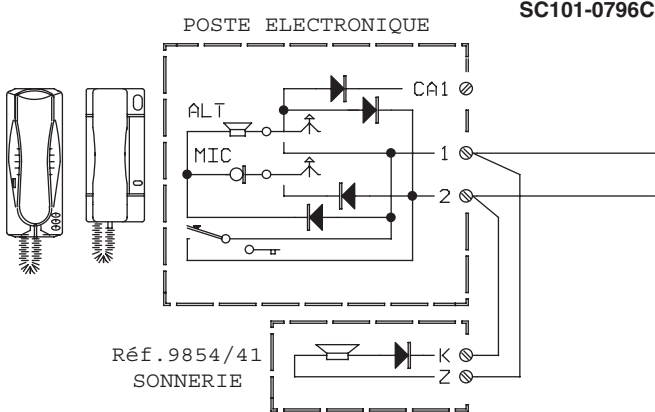 SC101-0796C
POSTE ELECTRONIQUE
CA1
ALT
MIC
1
2
Réf.9854/41
SONNERIE
K
Z